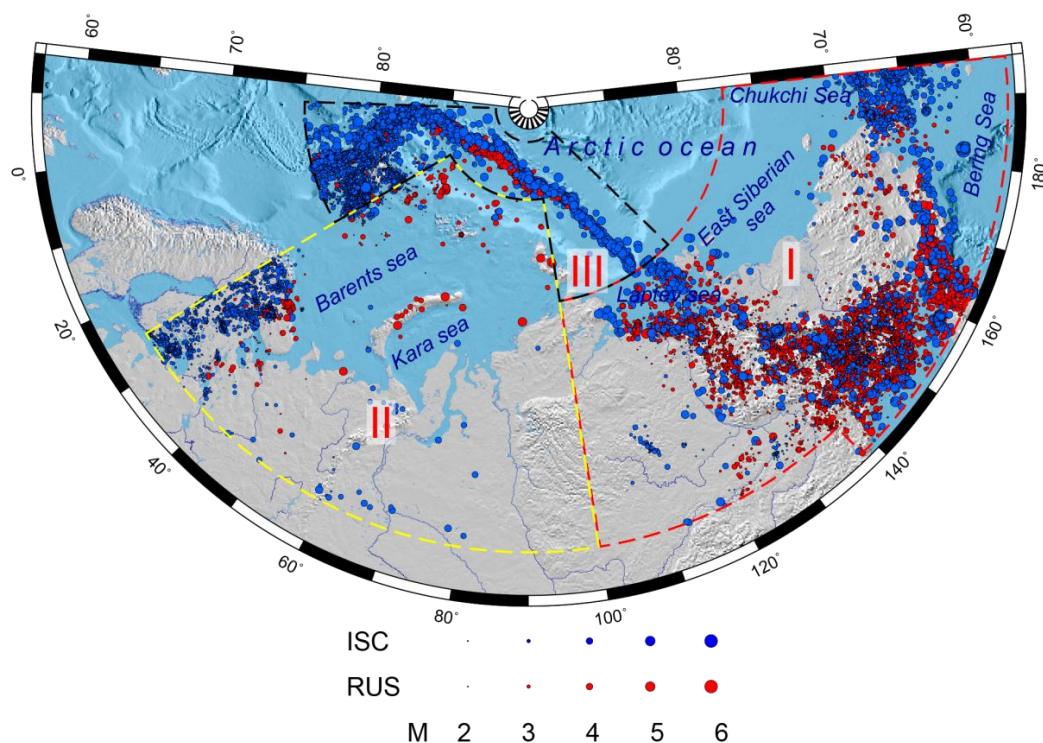 60°
70°
80°
80°
70°
60°
Chukchi Sea
Bering Sea
Arctic ocean
East Siberian
sea
180°
0°
I
III
Barents sea
Laptev sea
Kara sea
20°
160°
II
40°
140°
60°
120°
80°
100°
ISC
RUS
M 2 3 4 5 6